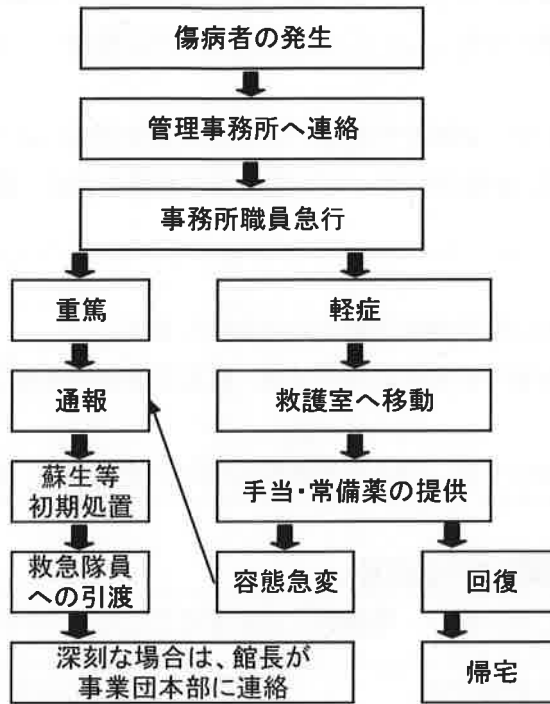 傷病者の発生
管理事務所へ連絡
事務所職員急行
重篤
軽症
通報
救護室へ移動
蘇生等
初期処置
手当・常備薬の提供
救急隊員
への引渡
容態急変
回復
深刻な場合は、館長が
事業団本部に連絡
帰宅